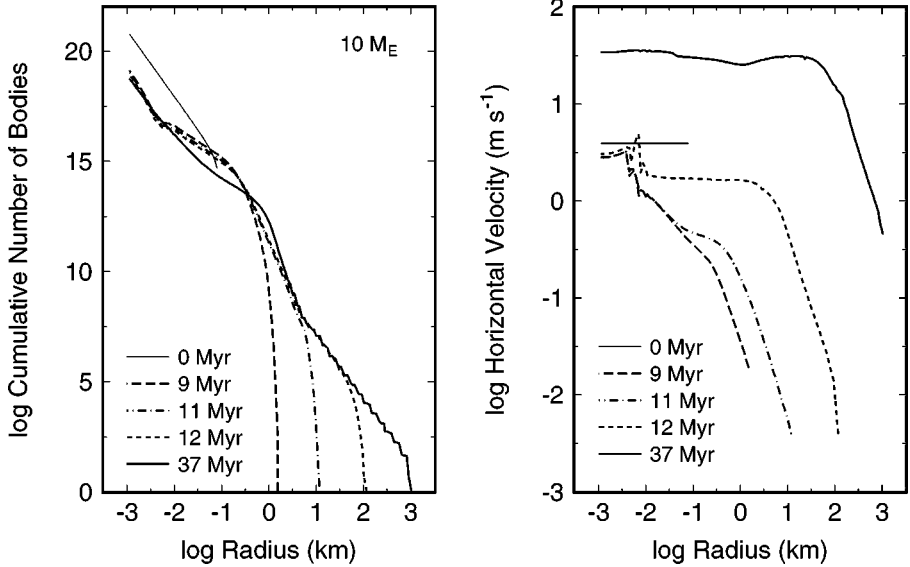 log Cumulative Number of Bodies
20
15
10
5
0
10 M_E
0 Myr
9 Myr
11 Myr
12 Myr
37 Myr
-3 -2 -1 0 1 2 3
log Radius (km)
log Horizontal Velocity (m s⁻¹)
2
1
0
-1
-2
-3
0 Myr
9 Myr
11 Myr
12 Myr
37 Myr
-3 -2 -1 0 1 2 3
log Radius (km)